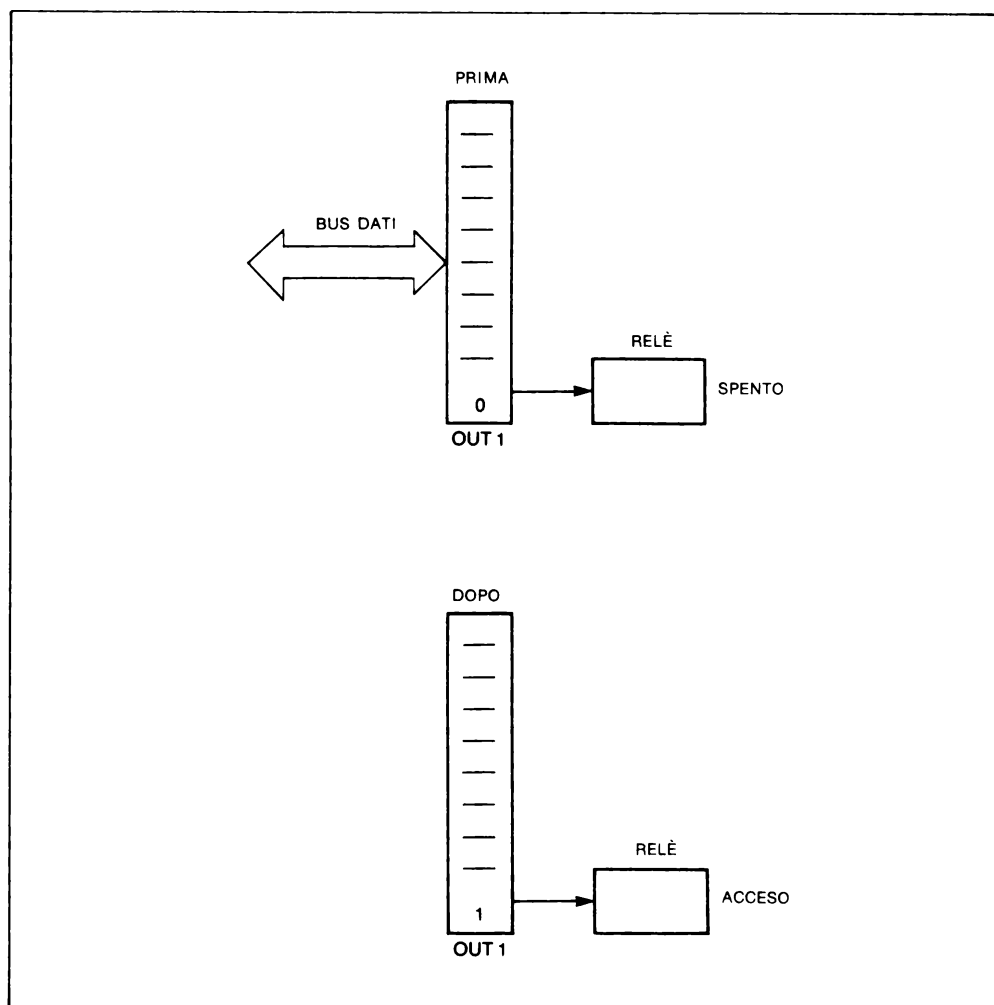 PRIMA
BUS DATI
RELÈ
SPENTO
0
OUT 1
DOPO
RELÈ
ACCESO
1
OUT 1